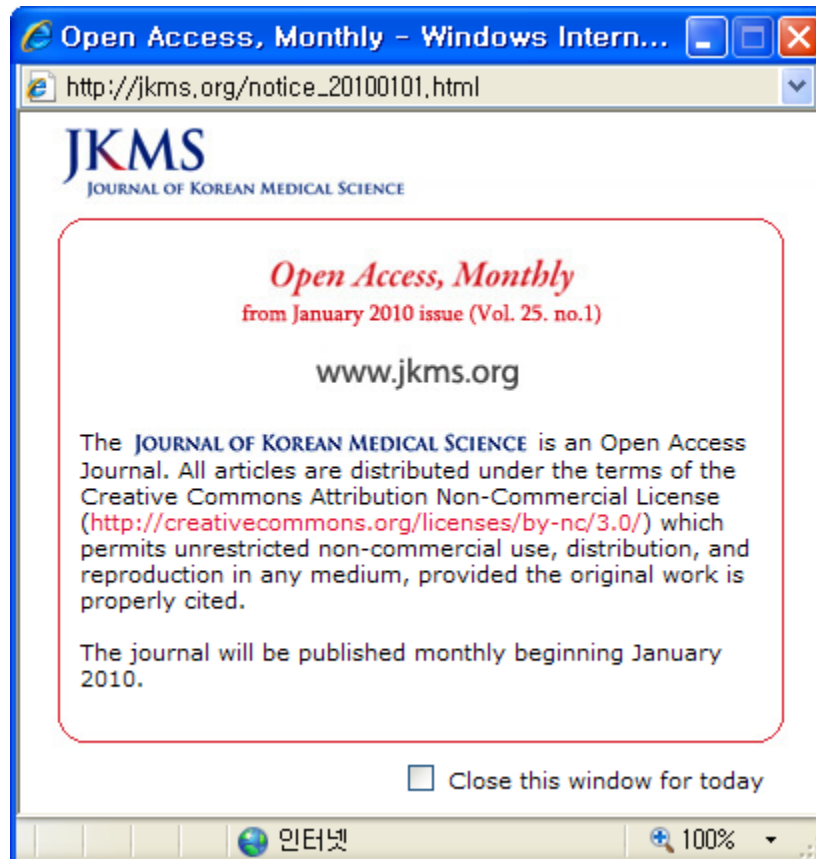 Open Access, Monthly - Windows Intern...
http://jkms.org/notice_20100101.html
JKMS
JOURNAL OF KOREAN MEDICAL SCIENCE
Open Access, Monthly
from January 2010 issue (Vol. 25. no.1)
www.jkms.org
The JOURNAL OF KOREAN MEDICAL SCIENCE is an Open Access
Journal. All articles are distributed under the terms of the
Creative Commons Attribution Non-Commercial License
(http://creativecommons.org/licenses/by-nc/3.0/) which
permits unrestricted non-commercial use, distribution, and
reproduction in any medium, provided the original work is
properly cited.
The journal will be published monthly beginning January
2010.
Close this window for today
인터넷 100%